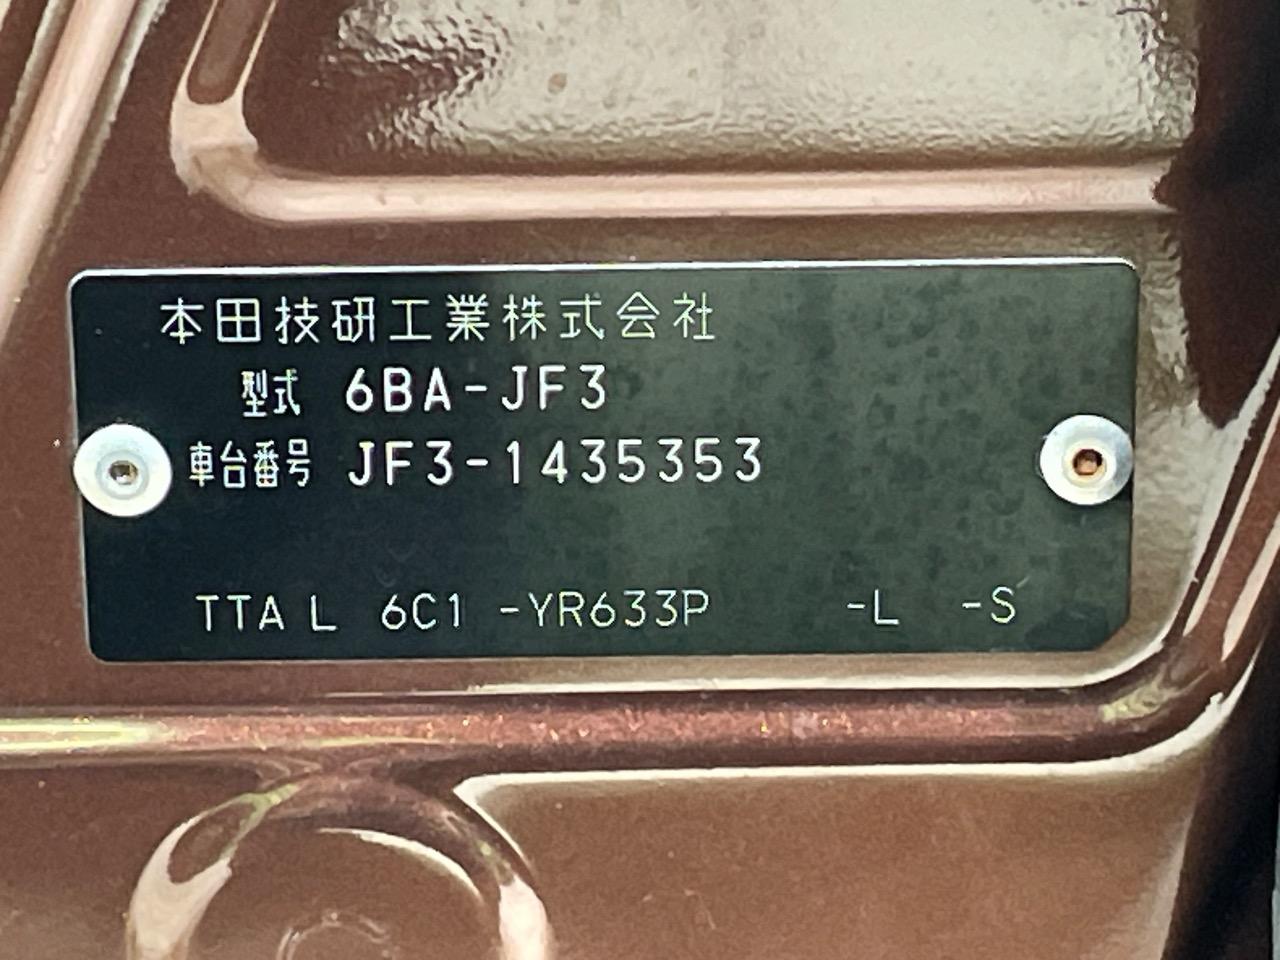 本田技研工業株式会社
型式 6BA-JF3
車台番号 JF3-1435353
TTA L 6C1 -YR633P -L -S